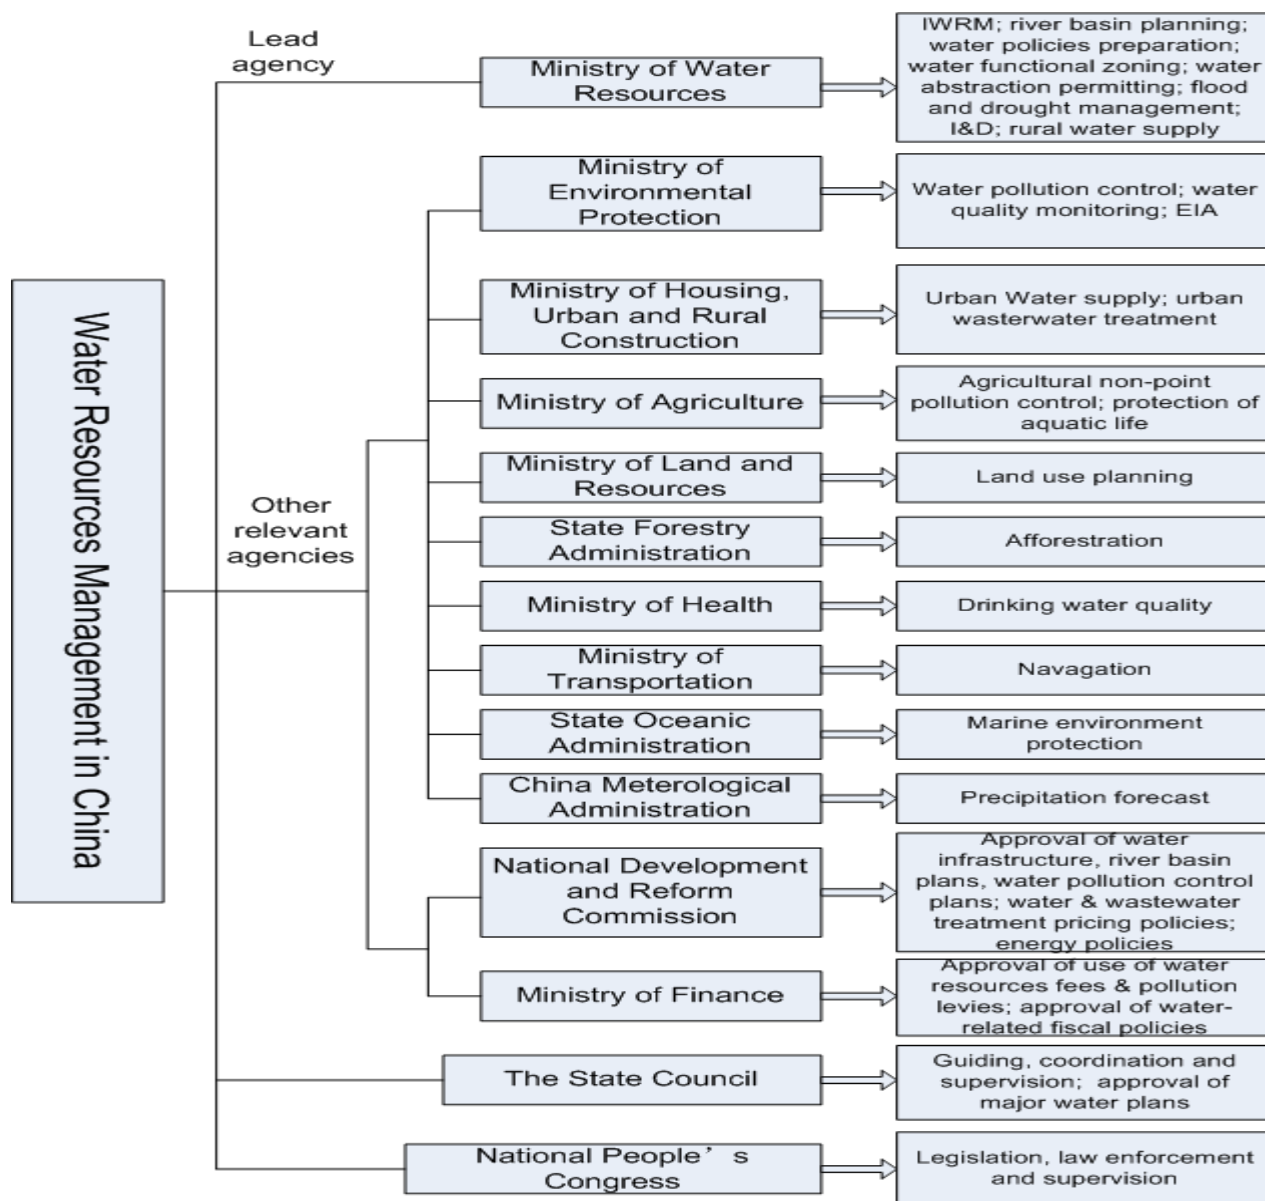 Water Resources Management in China
Lead
agency
Other
relevant
agencies
Ministry of Water
Resources
IWRM; river basin planning;
water policies preparation;
water functional zoning; water
abstraction permitting; flood
and drought management;
I&D; rural water supply
Ministry of
Environmental
Protection
Water pollution control; water
quality monitoring; EIA
Ministry of Housing,
Urban and Rural
Construction
Urban Water supply; urban
wasterwater treatment
Ministry of Agriculture
Agricultural non-point
pollution control; protection of
aquatic life
Ministry of Land and
Resources
Land use planning
State Forestry
Administration
Afforestration
Ministry of Health
Drinking water quality
Ministry of
Transportation
Navagation
State Oceanic
Administration
Marine environment
protection
China Meterological
Administration
Precipitation forecast
National Development
and Reform
Commission
Approval of water
infrastructure, river basin
plans, water pollution control
plans; water & wastewater
treatment pricing policies;
energy policies
Ministry of Finance
Approval of use of water
resources fees & pollution
levies; approval of water-
related fiscal policies
The State Council
Guiding, coordination and
supervision; approval of
major water plans
National People’s
Congress
Legislation, law enforcement
and supervision